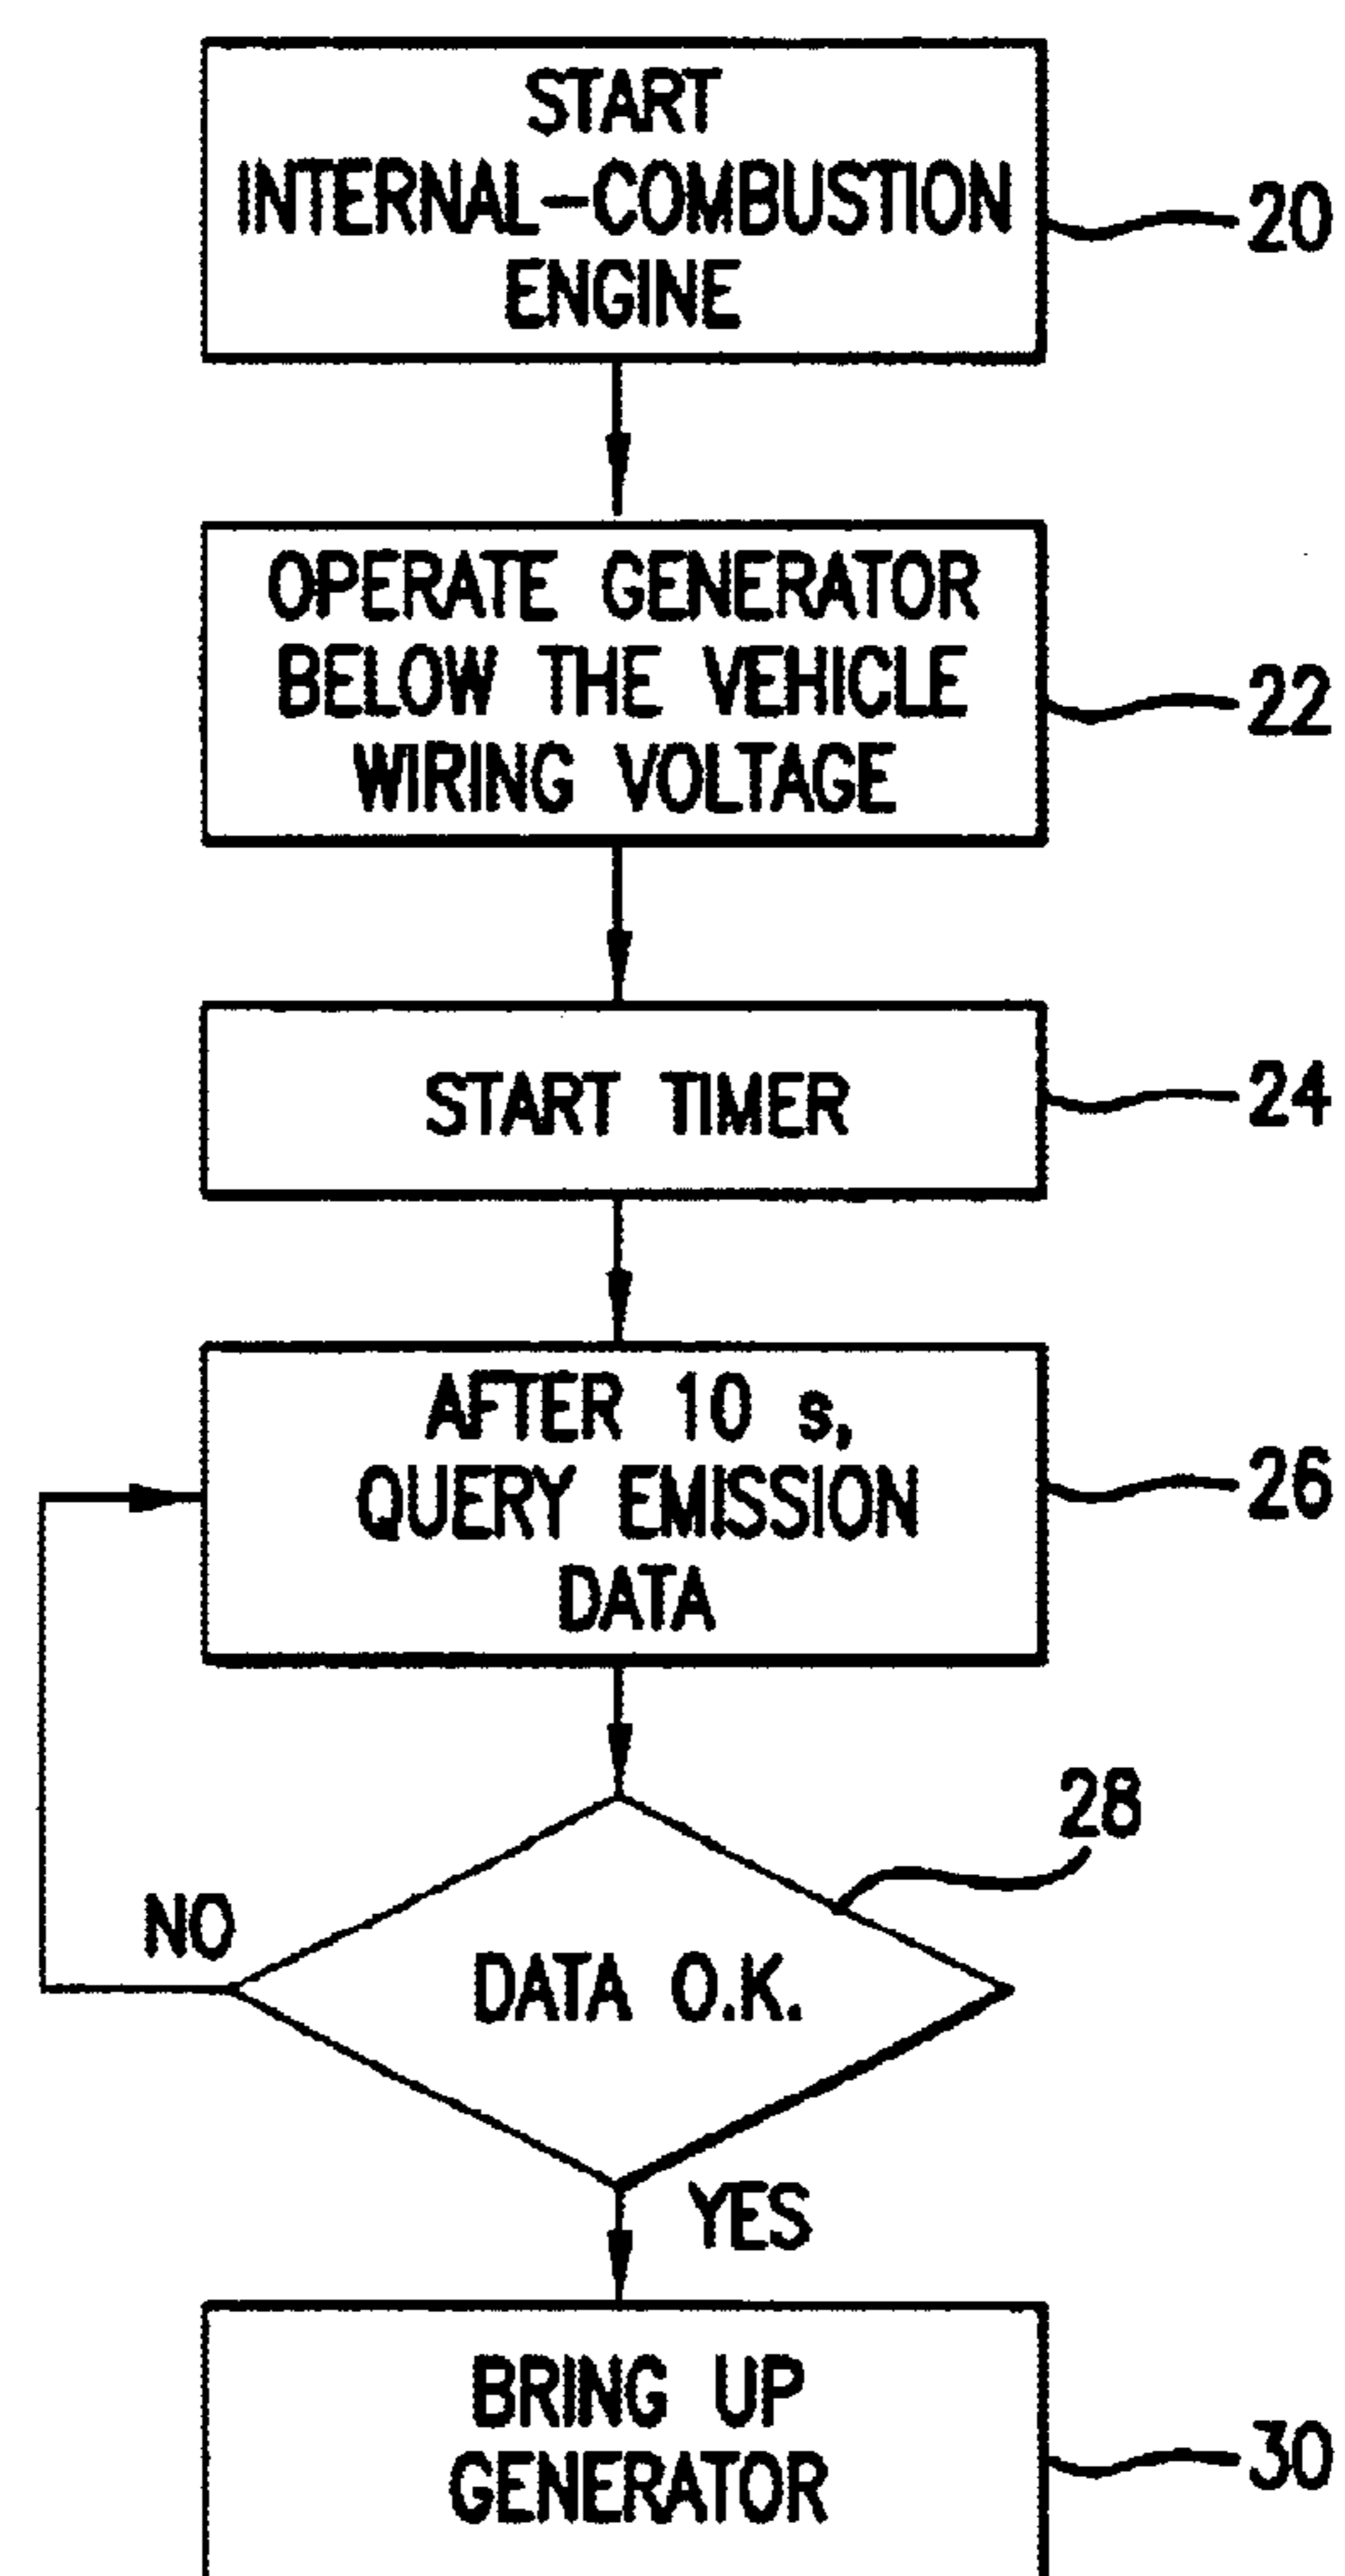 START
INTERNAL-COMBUSTION
ENGINE
20
OPERATE GENERATOR
BELOW THE VEHICLE
WIRING VOLTAGE
22
START TIMER
24
AFTER 10 s,
QUERY EMISSION
DATA
26
28
NO
DATA O.K.
YES
BRING UP
GENERATOR
30